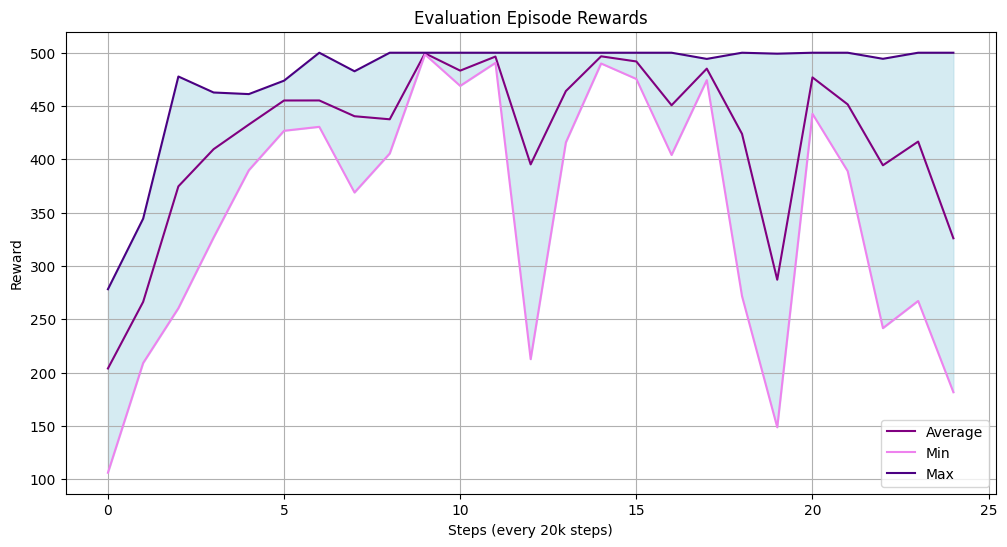 Evaluation Episode Rewards
Reward
500
450
400
350
300
250
200
150
100
0 5 10 15 20 25
Steps (every 20k steps)
Average
Min
Max